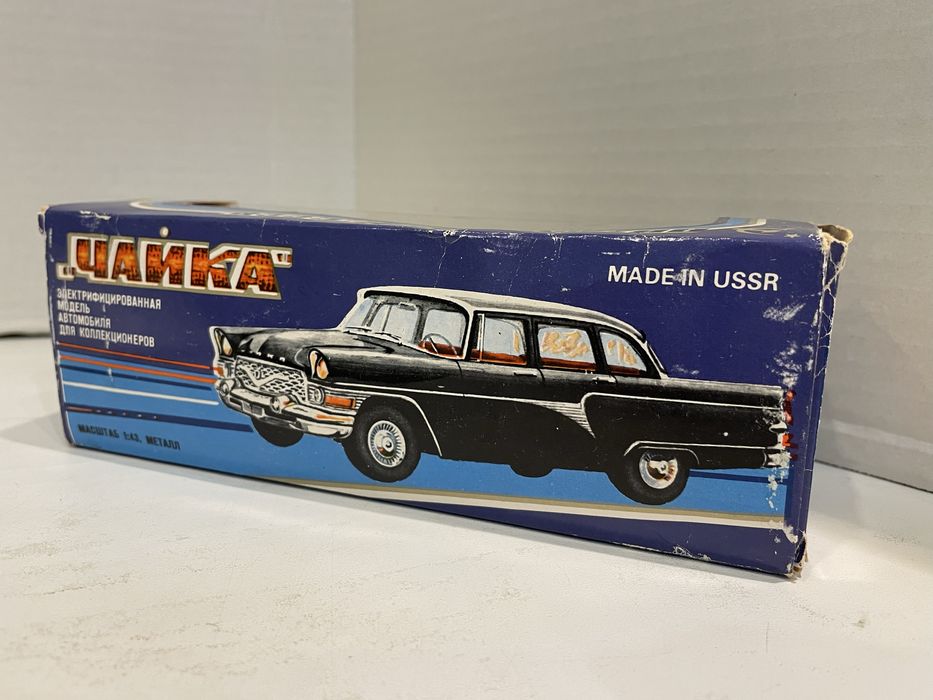 „ЧАЙКА"
ЭЛЕКТРИФИЦИРОВАННАЯ
МОДЕЛЬ
АВТОМОБИЛЯ
ДЛЯ КОЛЛЕКЦИОНЕРОВ
МАСШТАБ 1:43, МЕТАЛЛ
MADE IN USSR